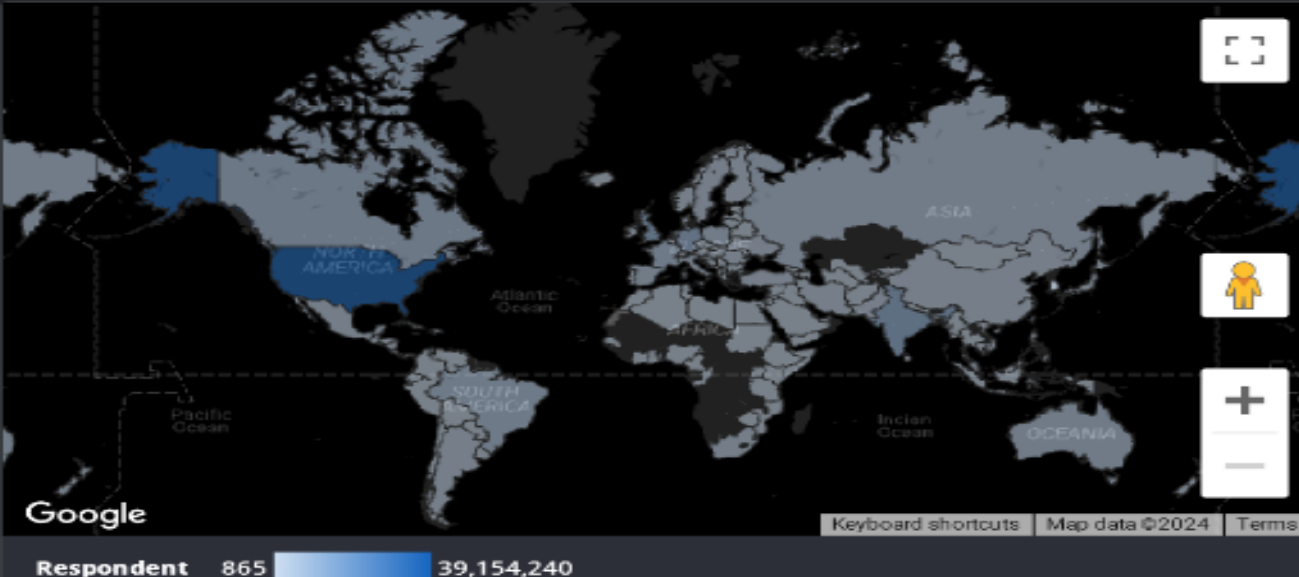 ASIA
NORTH
AMERICA
Atlantic
Ocean
AFRICA
SOUTH
AMERICA
Pacific
Ocean
Indian
Ocean
OCEANIA
Google
Keyboard shortcuts
Map data ©2024
Terms
Respondent 865 39,154,240